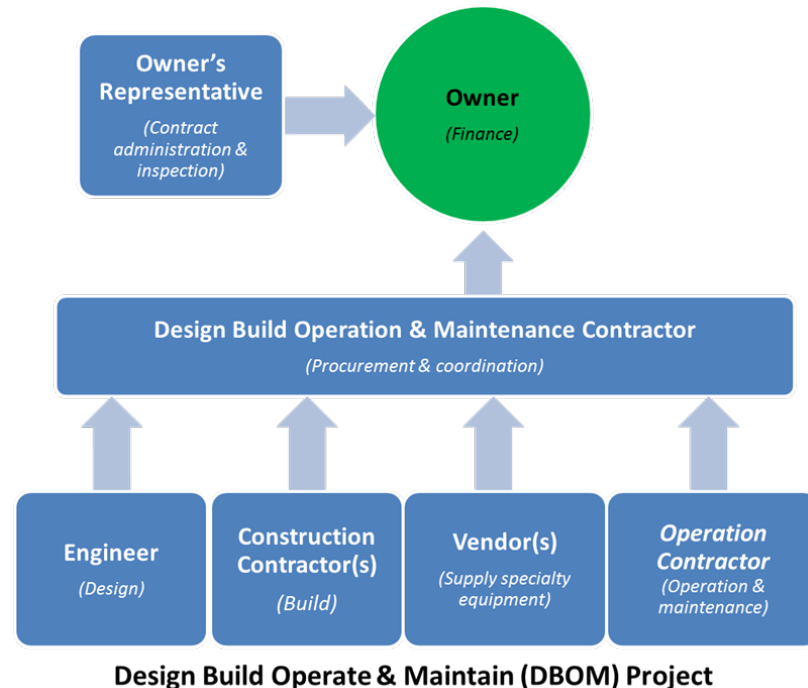 Owner's
Representative
(Contract
administration &
inspection)
Owner
(Finance)
Design Build Operation & Maintenance Contractor
(Procurement & coordination)
Engineer
(Design)
Construction
Contractor(s)
(Build)
Vendor(s)
(Supply specialty
equipment)
Operation
Contractor
(Operation &
maintenance)
Design Build Operate & Maintain (DBOM) Project